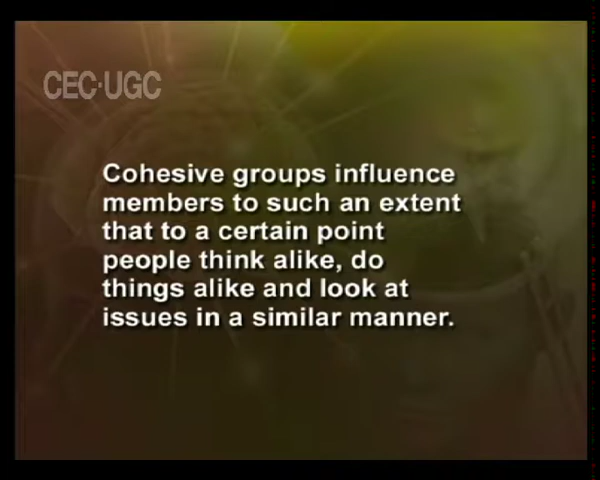 CEC·UGC
Cohesive groups influence
members to such an extent
that to a certain point
people think alike, do
things alike and look at
issues in a similar manner.